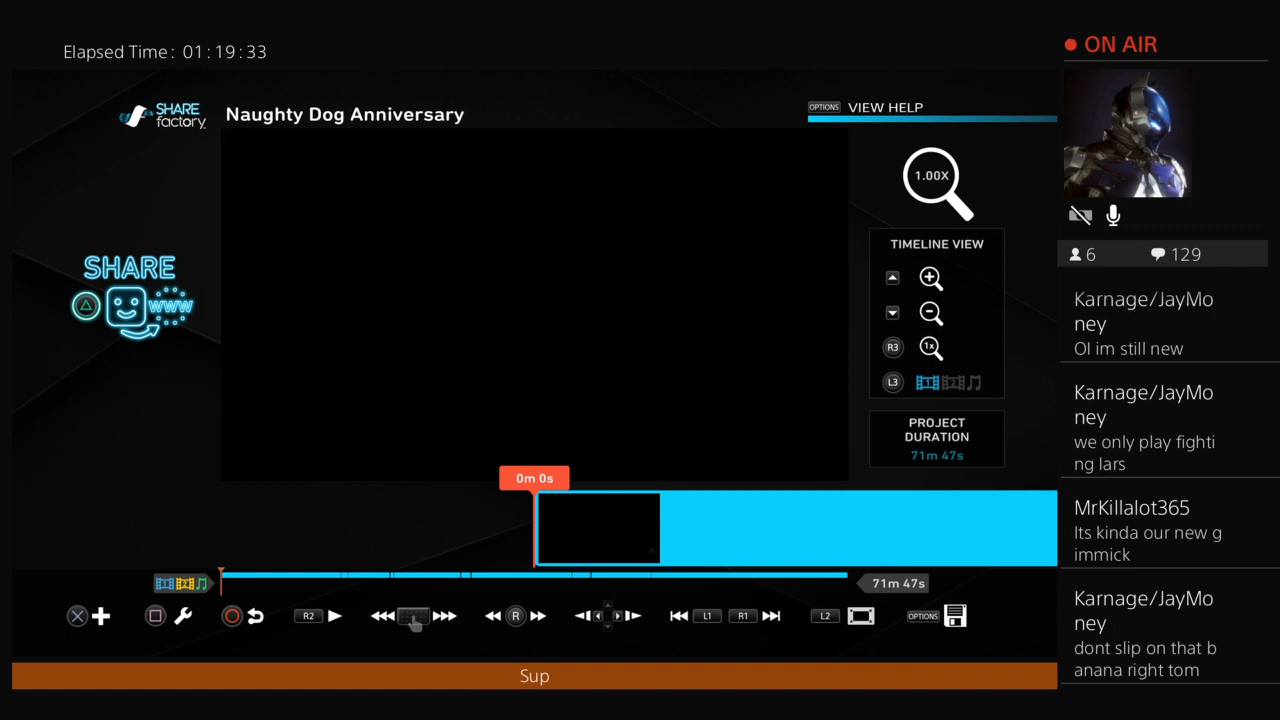 Elapsed Time: 01:19:33
ON AIR
SHARE
factory
Naughty Dog Anniversary
OPTIONS VIEW HELP
1.00X
TIMELINE VIEW
R3 1x
L3
PROJECT
DURATION
71m 47s
SHARE
www
6 129
Karnage/JayMo
ney
Ol im still new
Karnage/JayMo
ney
we only play fighti
ng lars
MrKillalot365
Its kinda our new g
immick
Karnage/JayMo
ney
dont slip on that b
anana right tom
0m 0s
1 2
71m 47s
R2 R L1 R1 L2 OPTIONS
Sup